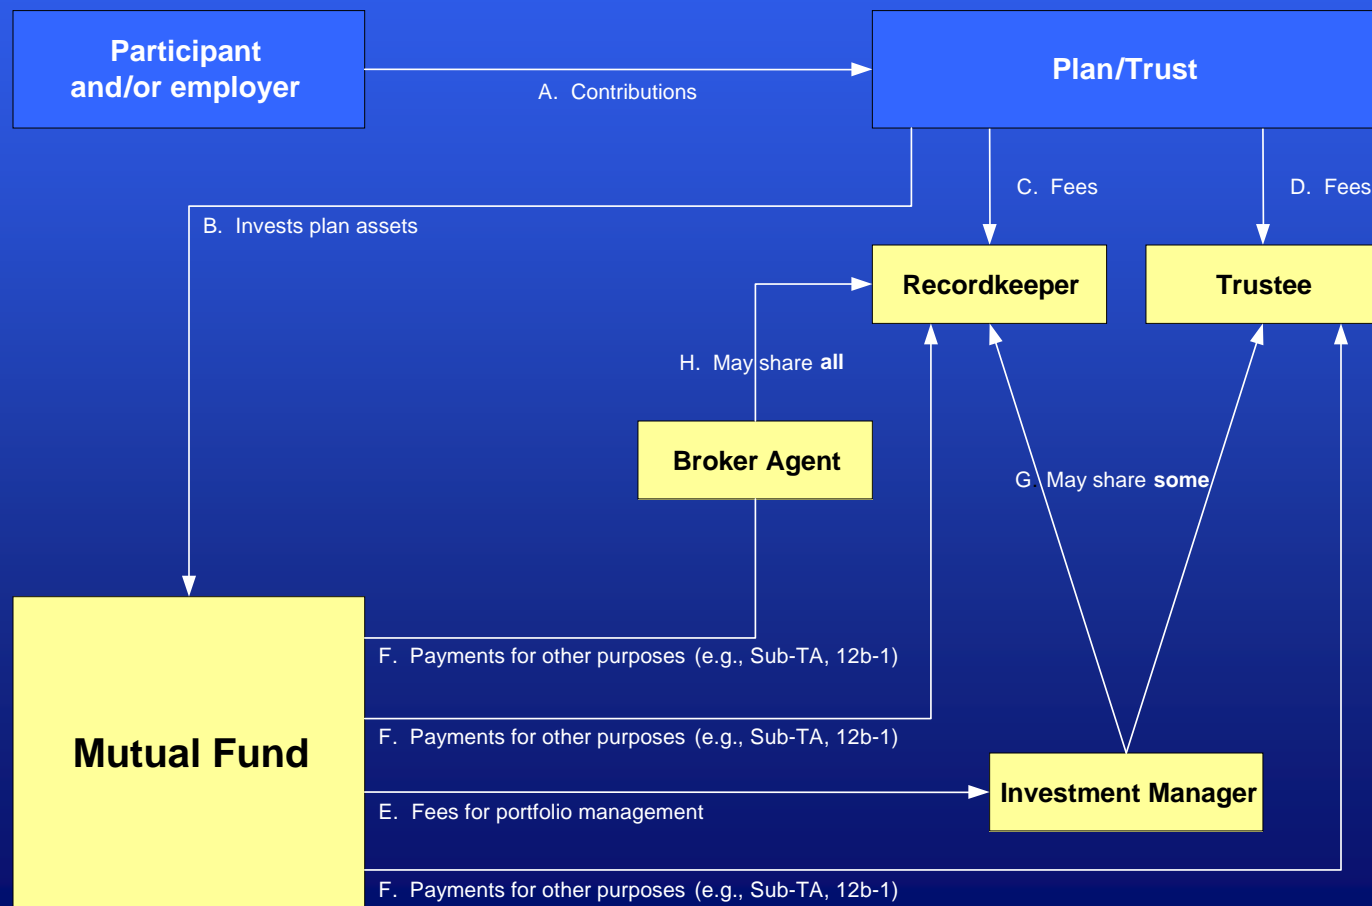 Participant
and/or employer
Plan/Trust
A. Contributions
C. Fees
D. Fees
B. Invests plan assets
Recordkeeper
Trustee
H. May share all
Broker Agent
G. May share some
F. Payments for other purposes (e.g., Sub-TA, 12b-1)
Mutual Fund
F. Payments for other purposes (e.g., Sub-TA, 12b-1)
Investment Manager
E. Fees for portfolio management
F. Payments for other purposes (e.g., Sub-TA, 12b-1)